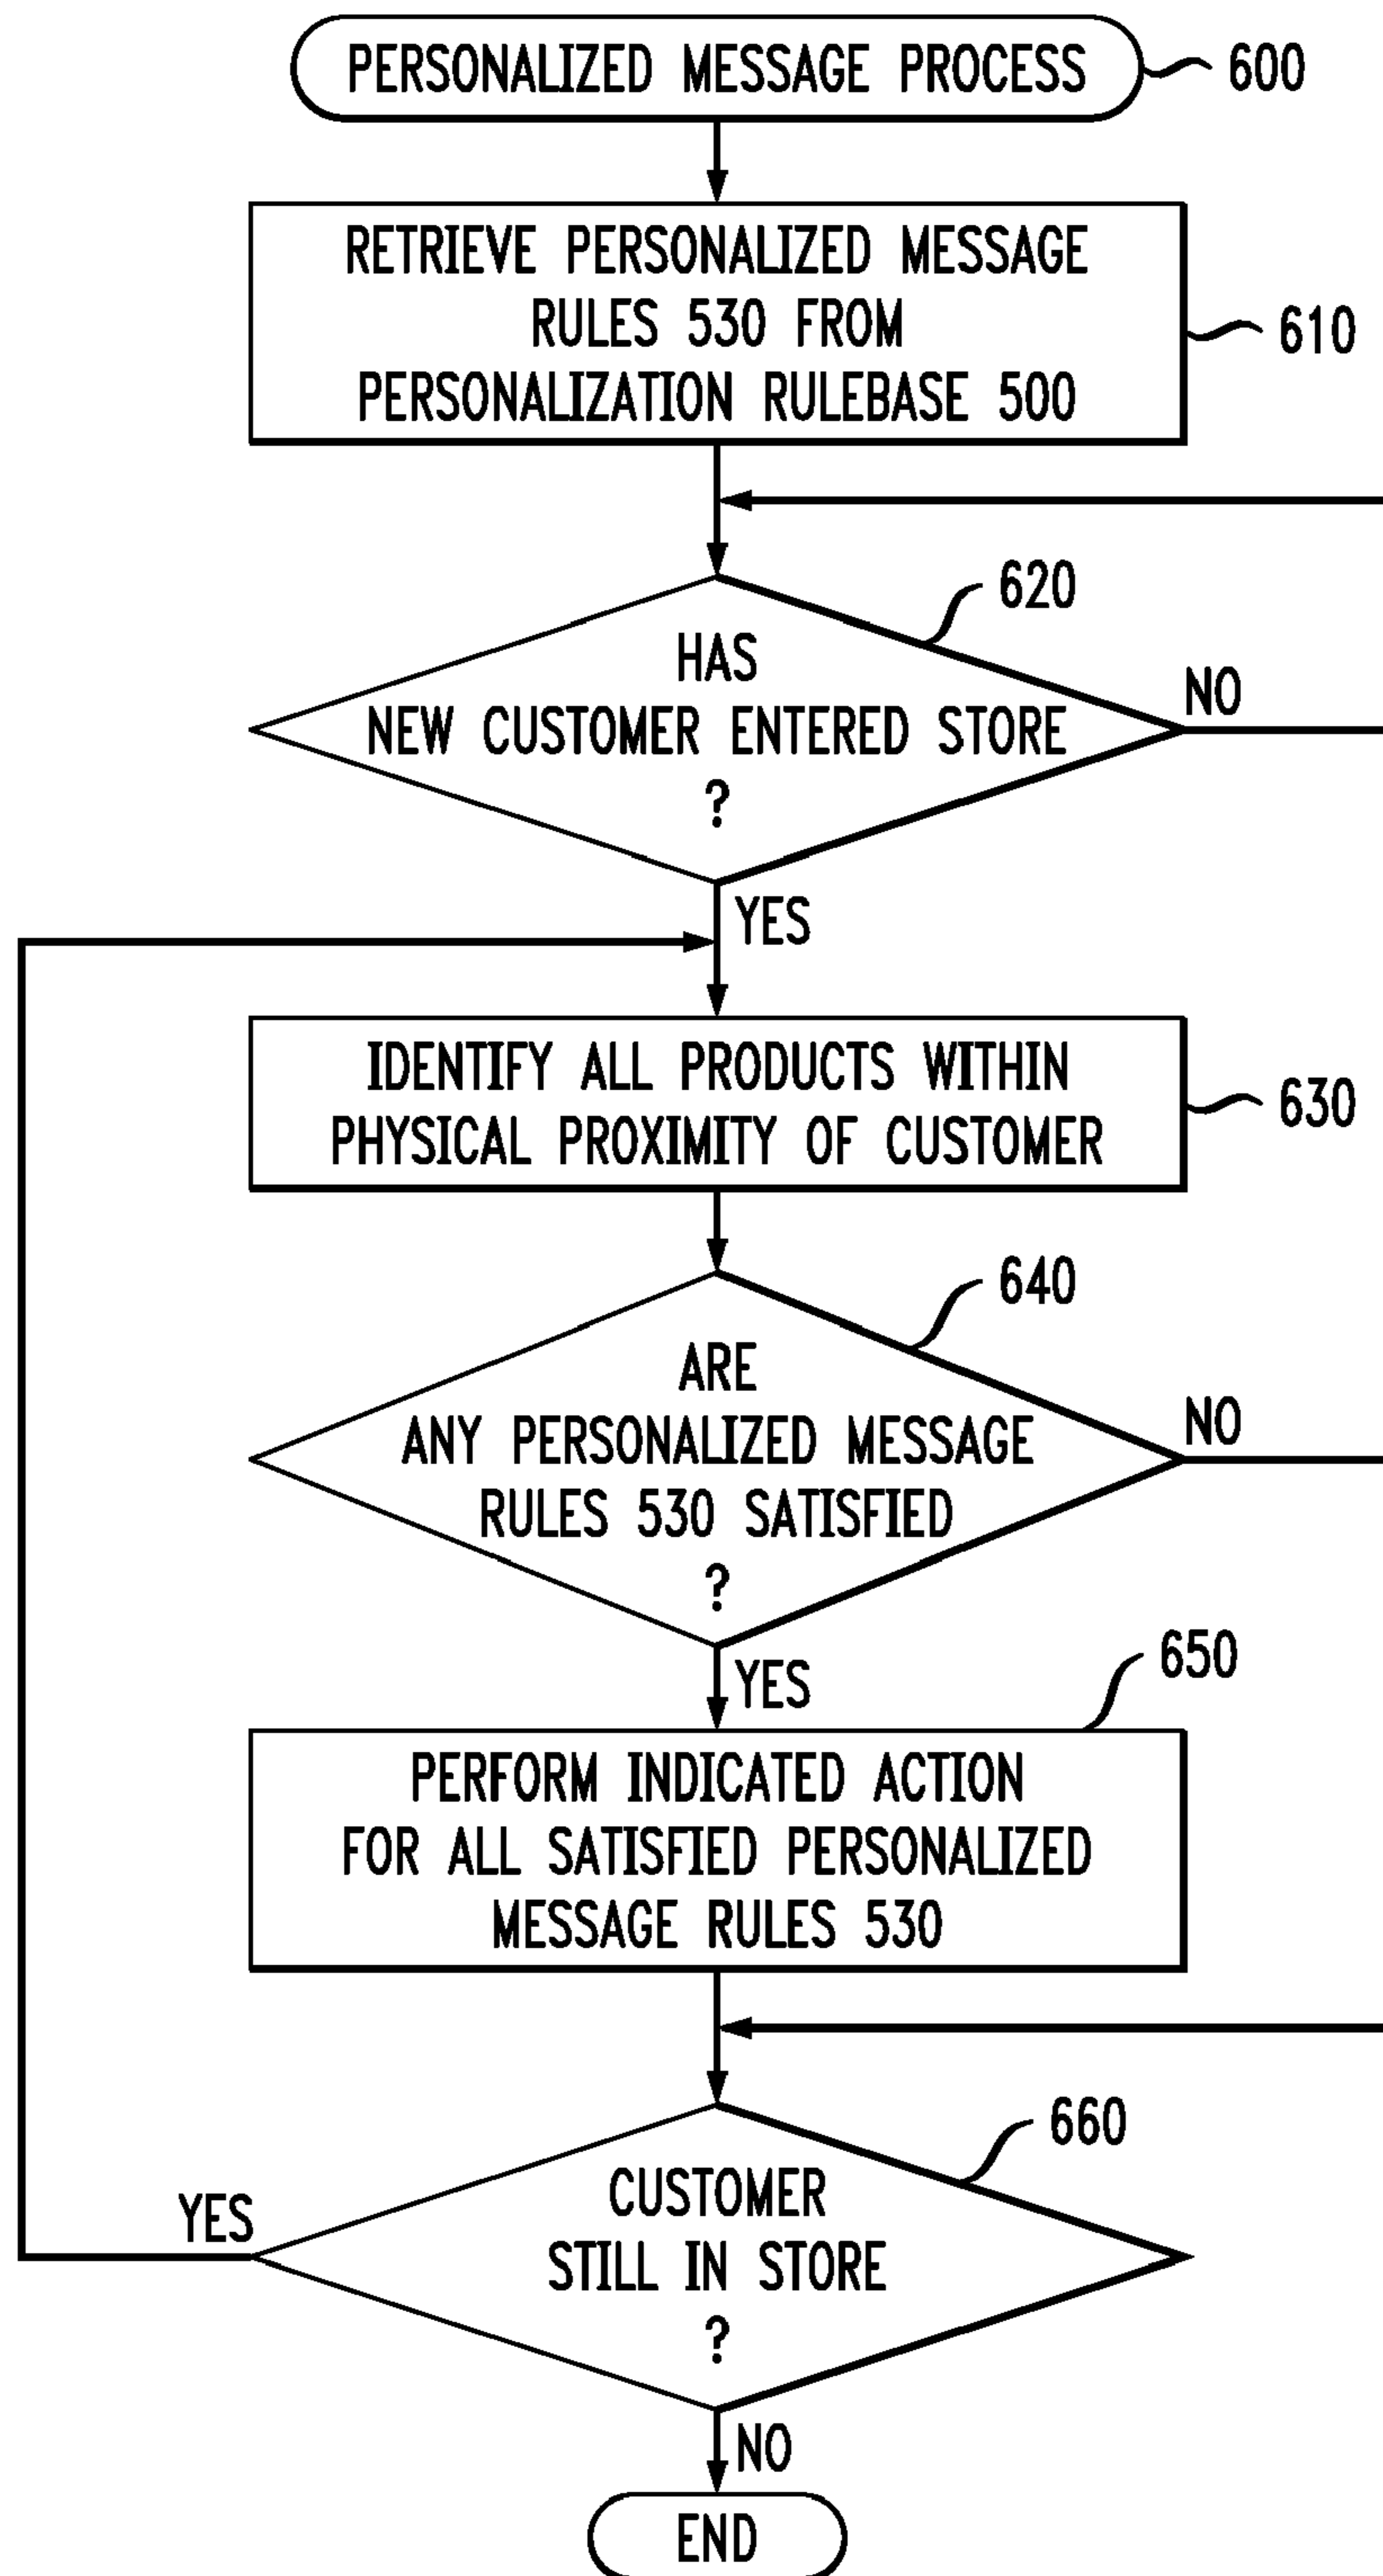 PERSONALIZED MESSAGE PROCESS
600
RETRIEVE PERSONALIZED MESSAGE
RULES 530 FROM
PERSONALIZATION RULEBASE 500
610
620
HAS
NEW CUSTOMER ENTERED STORE
?
NO
YES
IDENTIFY ALL PRODUCTS WITHIN
PHYSICAL PROXIMITY OF CUSTOMER
630
640
ARE
ANY PERSONALIZED MESSAGE
RULES 530 SATISFIED
?
NO
YES
650
PERFORM INDICATED ACTION
FOR ALL SATISFIED PERSONALIZED
MESSAGE RULES 530
660
CUSTOMER
STILL IN STORE
?
YES
NO
END